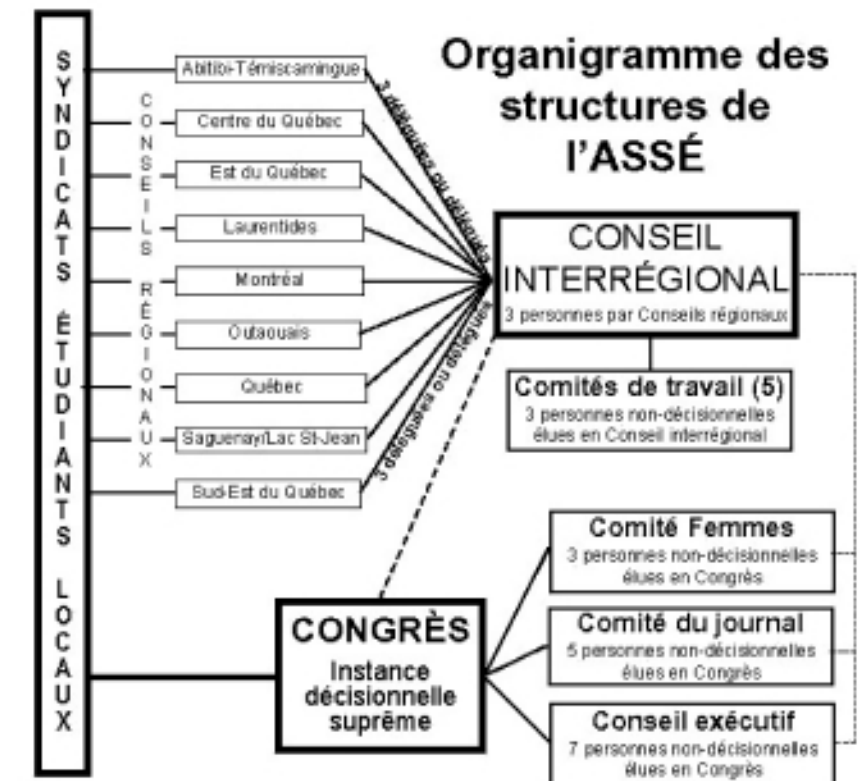 Organigramme des
structures de
l'ASSÉ
SYNDICATS ÉTUDIANTS LOCAUX
CONSEILS RÉGIONAUX
Abitibi-Témiscamingue
Centre du Québec
Est du Québec
Laurentides
Montréal
Outaouais
Québec
Saguenay/Lac St-Jean
Sud-Est du Québec
3 déléguées ou délégués
3 déléguées ou délégués
CONSEIL
INTERRÉGIONAL
3 personnes par Conseils régionaux
Comités de travail (5)
3 personnes non-décisionnelles
élues en Conseil interrégional
CONGRÈS
Instance
décisionnelle
suprême
Comité Femmes
3 personnes non-décisionnelles
élues en Congrès
Comité du journal
5 personnes non-décisionnelles
élues en Congrès
Conseil exécutif
7 personnes non-décisionnelles
élues en Congrès